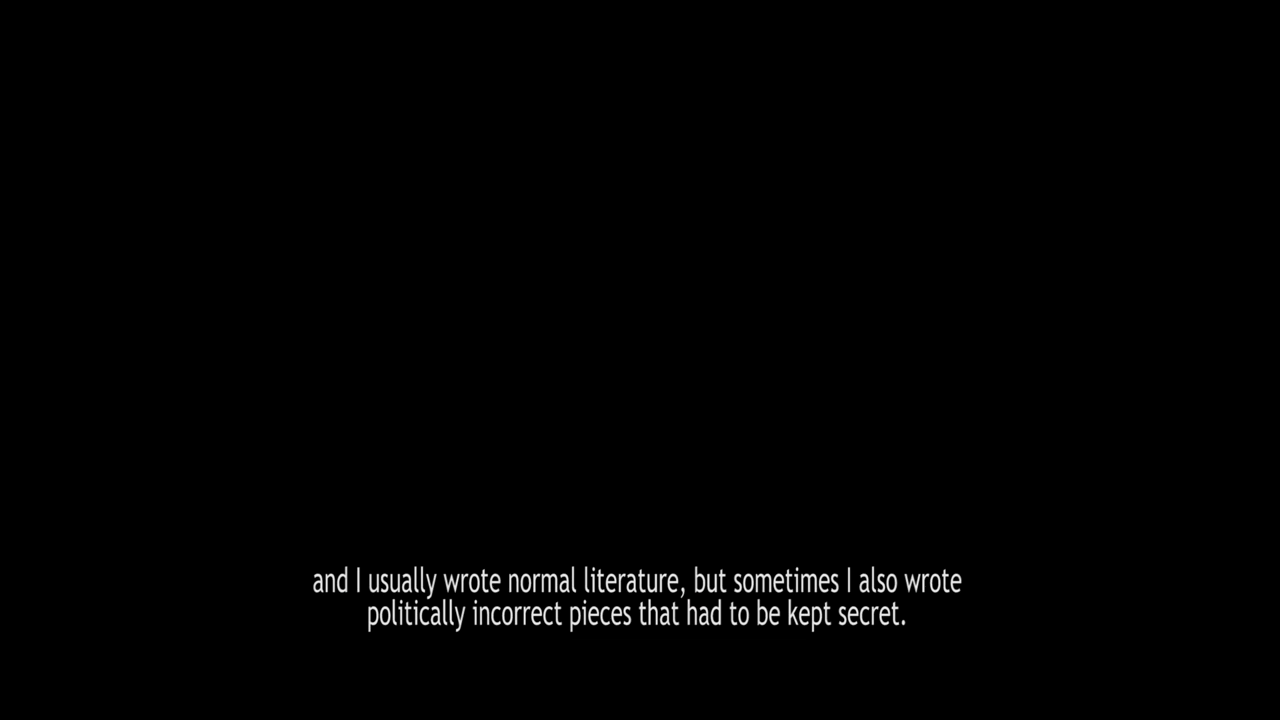 and I usually wrote normal literature, but sometimes I also wrote
politically incorrect pieces that had to be kept secret.